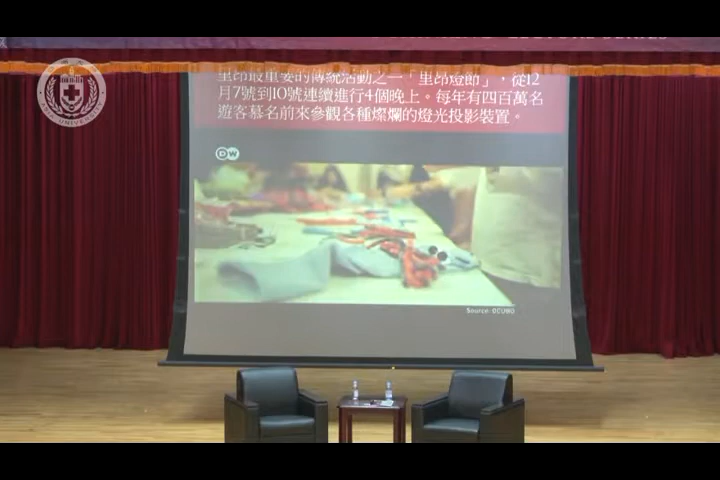 里昂最重要的傳統活動之一「里昂燈節」，從12
月7號到10號連續進行4個晚上。每年有四百萬名
遊客慕名前來參觀各種燦爛的燈光投影裝置。
DW
Source: OCUWO